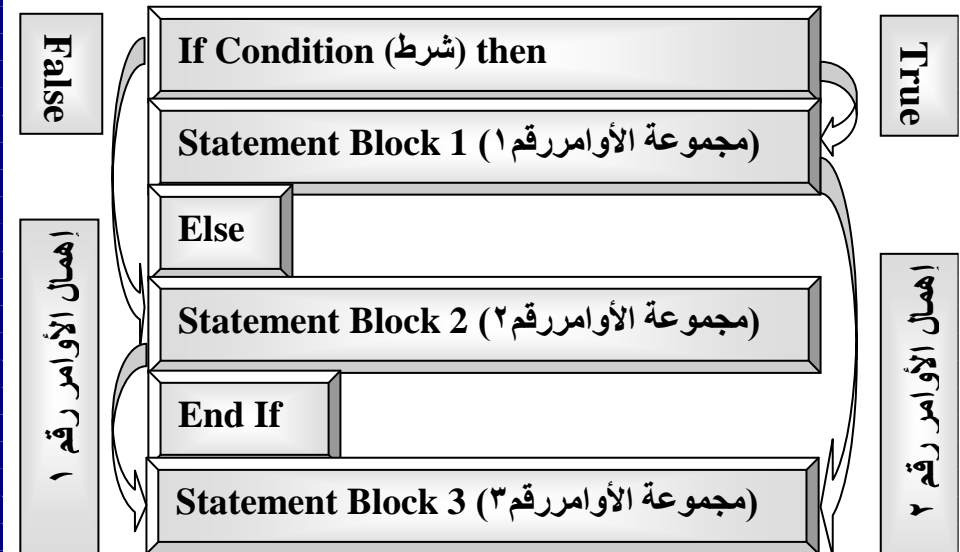 False
True
If Condition (شرط) then
Statement Block 1 (مجموعة الأوامررقم١)
Else
Statement Block 2 (مجموعة الأوامررقم٢)
End If
Statement Block 3 (مجموعة الأوامررقم٣)
إهمال الأوامر رقم ١
إهمال الأوامر رقم ٢